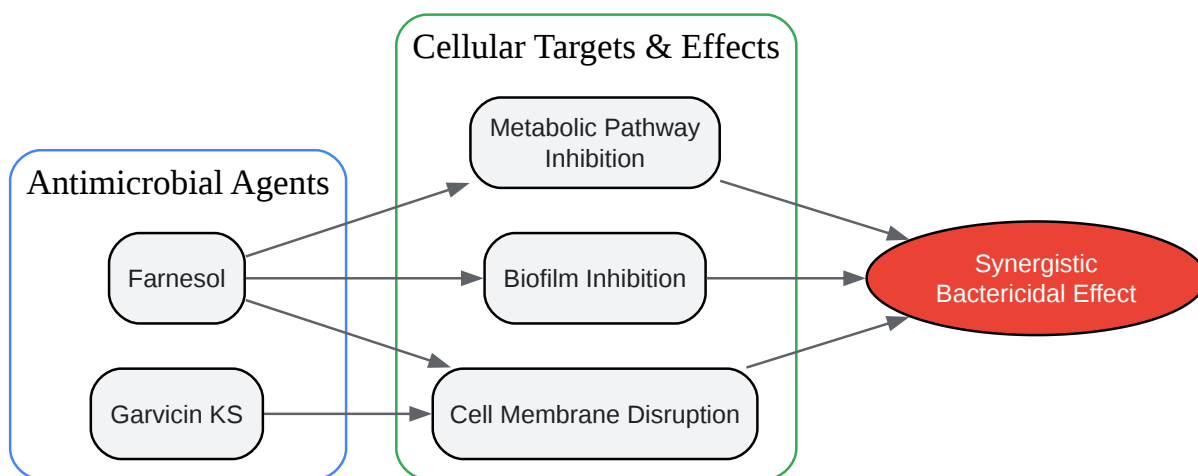 Cellular Targets & Effects
Metabolic Pathway
Inhibition
Antimicrobial Agents
Farnesol
Biofilm Inhibition
Synergistic
Bactericidal Effect
Garvicin KS
Cell Membrane Disruption